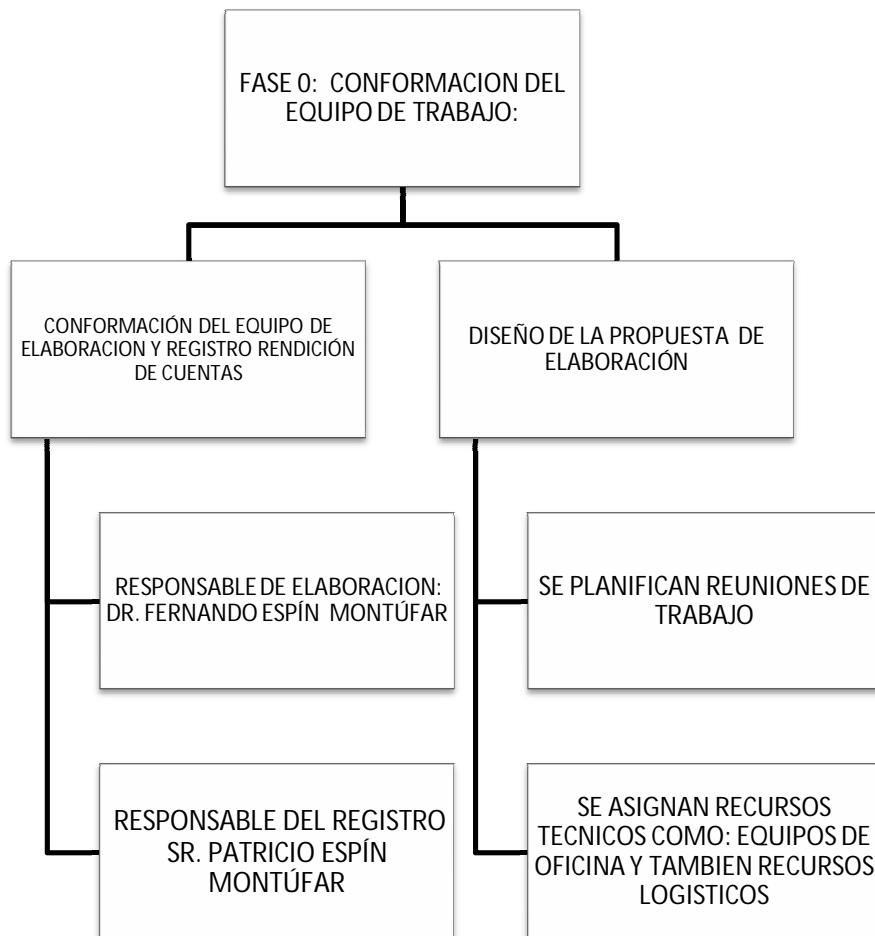 FASE 0: CONFORMACION DEL
EQUIPO DE TRABAJO:
CONFORMACIÓN DEL EQUIPO DE
ELABORACION Y REGISTRO RENDICIÓN
DE CUENTAS
DISEÑO DE LA PROPUESTA DE
ELABORACIÓN
RESPONSABLE DE ELABORACION:
DR. FERNANDO ESPÍN MONTÚFAR
SE PLANIFICAN REUNIONES DE
TRABAJO
RESPONSABLE DEL REGISTRO
SR. PATRICIO ESPÍN
MONTÚFAR
SE ASIGNAN RECURSOS
TECNICOS COMO: EQUIPOS DE
OFICINA Y TAMBIEN RECURSOS
LOGISTICOS